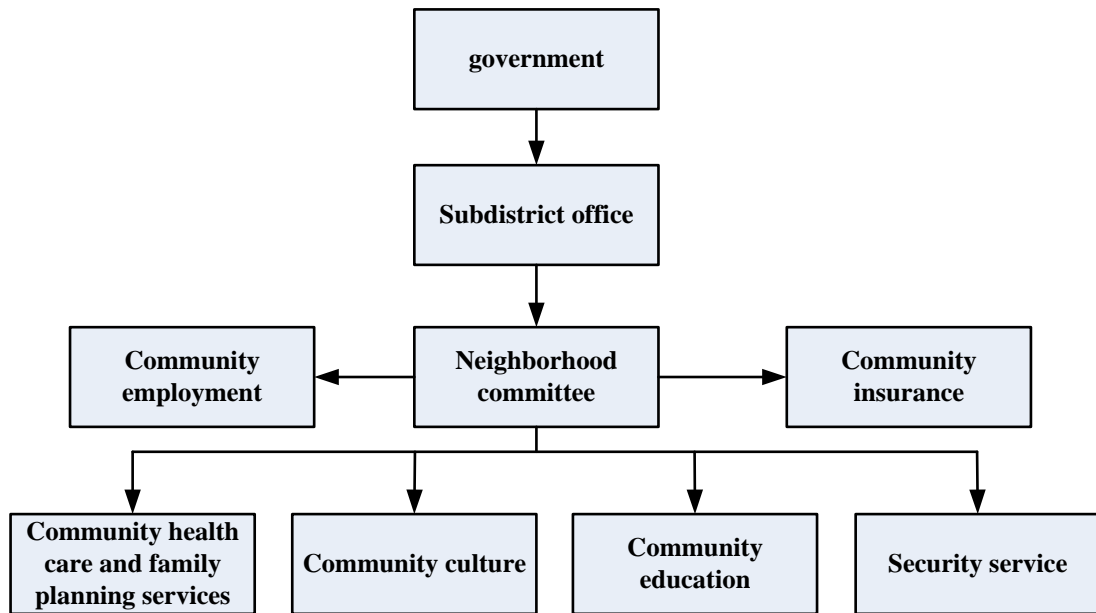 government
Subdistrict office
Community
employment
Neighborhood
committee
Community
insurance
Community health
care and family
planning services
Community culture
Community
education
Security service